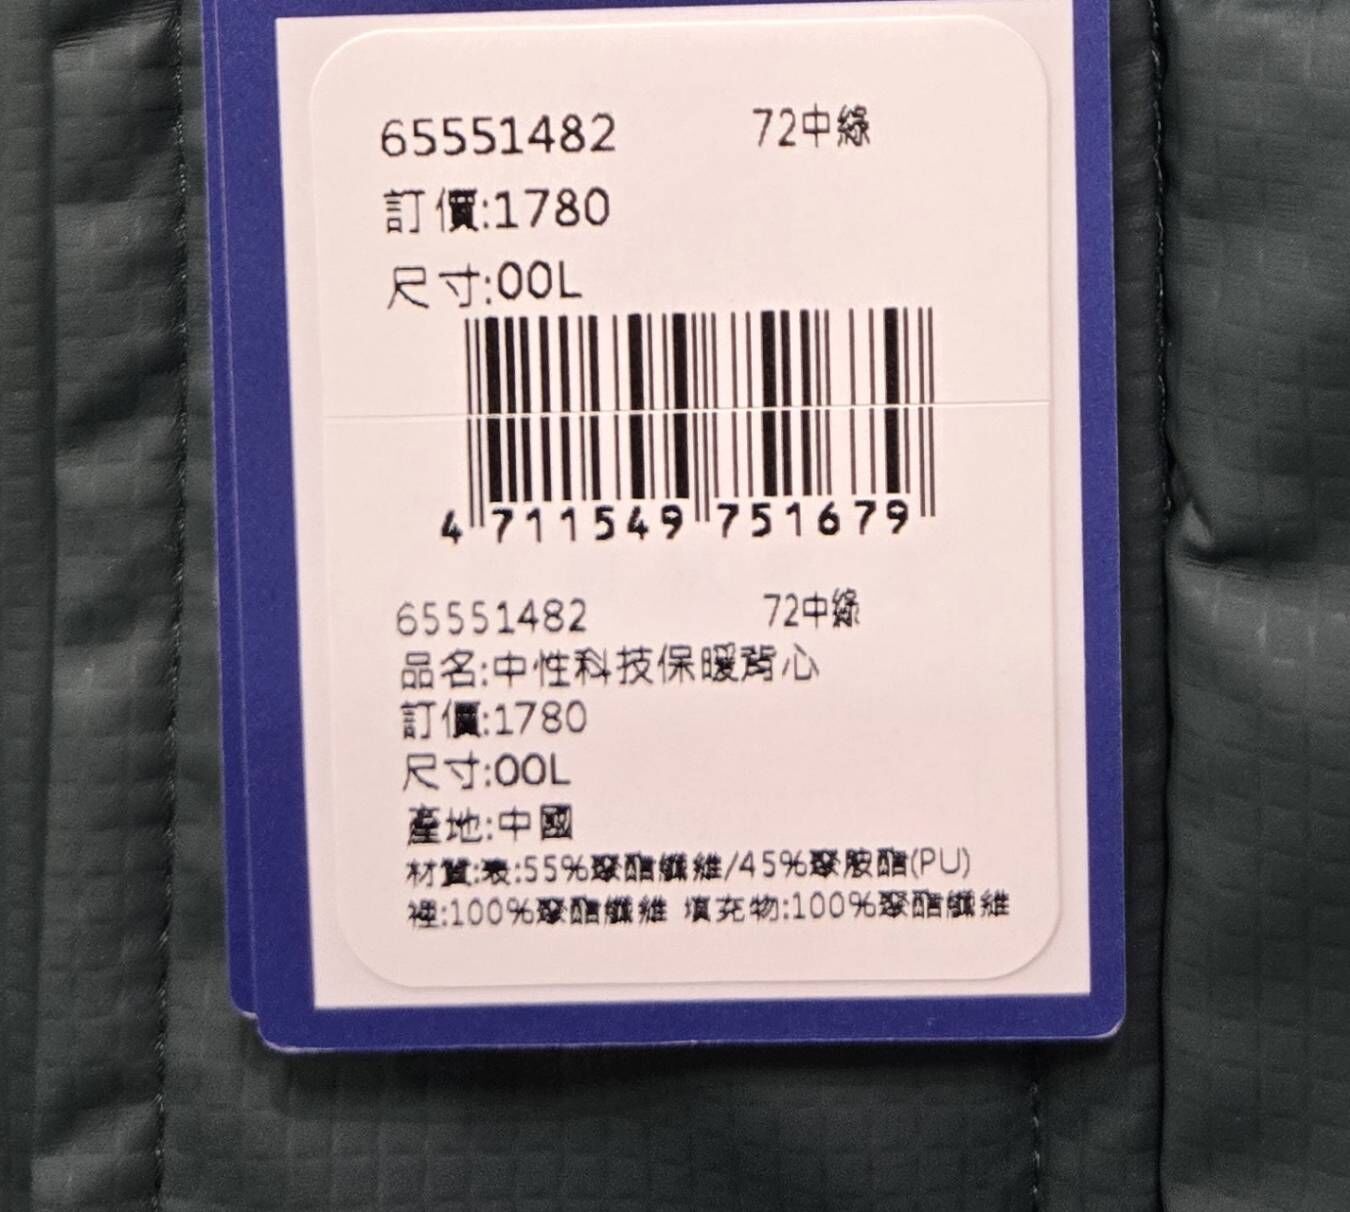 65551482 72中綠
訂價:1780
尺寸:00L
4 711549 751679
65551482 72中綠
品名:中性科技保暖背心
訂價:1780
尺寸:00L
產地:中國
材質:表:55%聚酯纖維/45%聚胺酯(PU)
裡:100%聚酯纖維 填充物:100%聚酯纖維